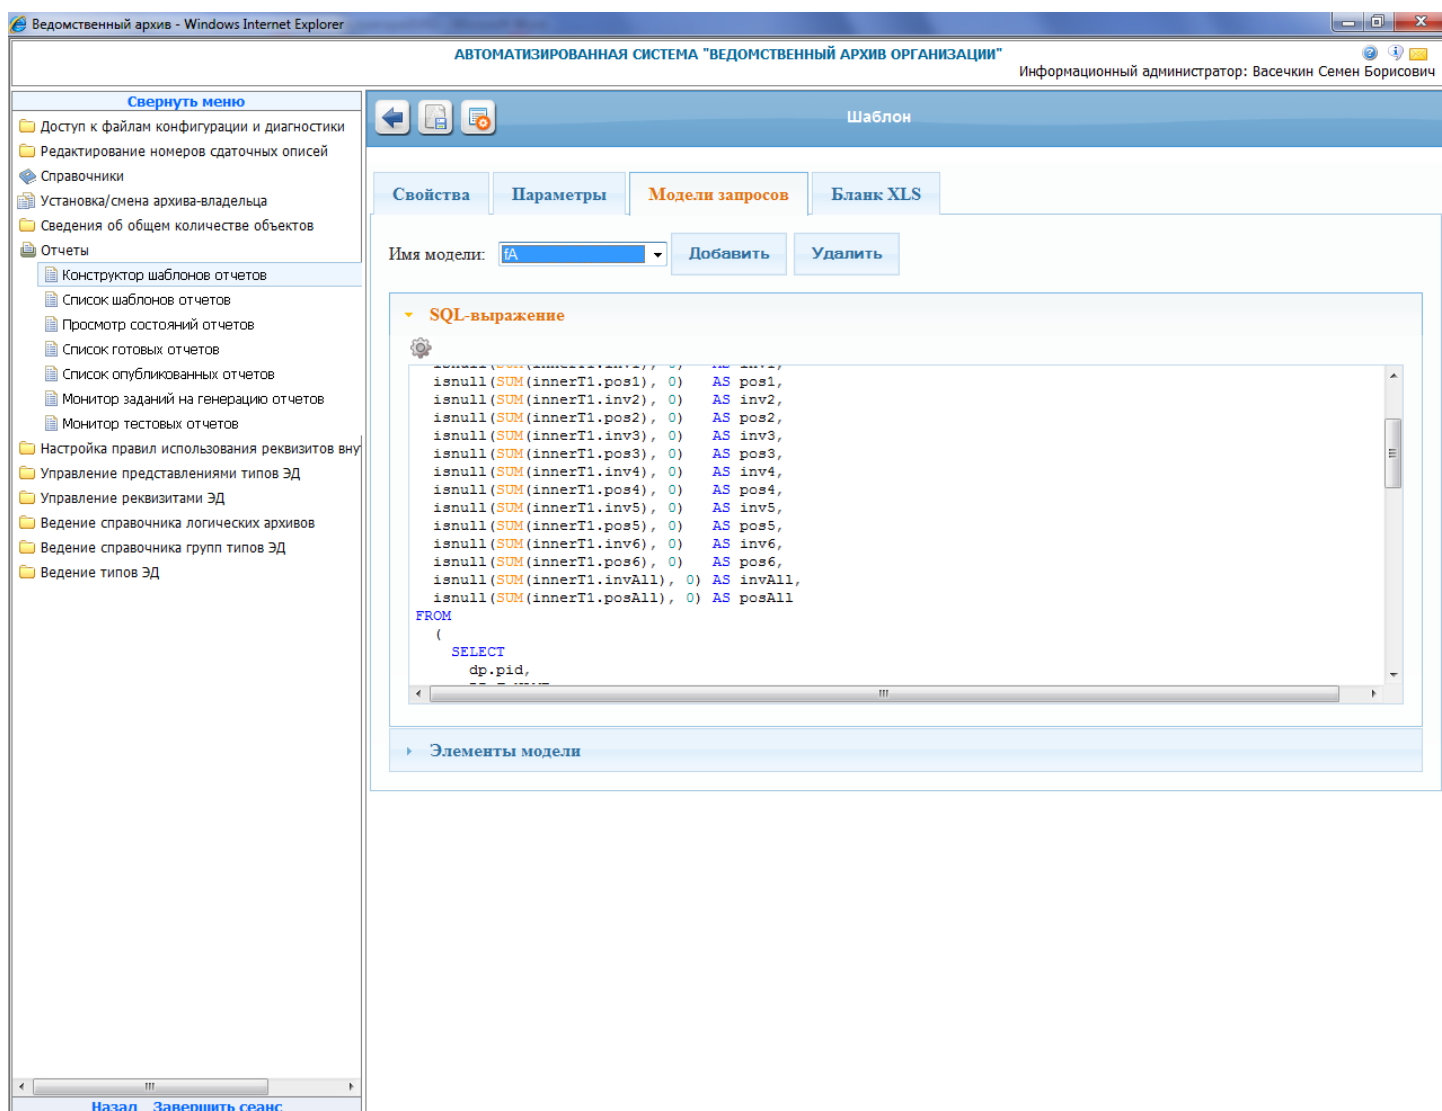 Ведомственный архив - Windows Internet Explorer
АВТОМАТИЗИРОВАННАЯ СИСТЕМА "ВЕДОМСТВЕННЫЙ АРХИВ ОРГАНИЗАЦИИ"
Информационный администратор: Васечкин Семен Борисович
Свернуть меню
Доступ к файлам конфигурации и диагностики
Редактирование номеров сдаточных описей
Справочники
Установка/смена архива-владельца
Сведения об общем количестве объектов
Отчеты
Конструктор шаблонов отчетов
Список шаблонов отчетов
Просмотр состояний отчетов
Список готовых отчетов
Список опубликованных отчетов
Монитор заданий на генерацию отчетов
Монитор тестовых отчетов
Настройка правил использования реквизитов вну
Управление представлениями типов ЭД
Управление реквизитами ЭД
Ведение справочника логических архивов
Ведение справочника групп типов ЭД
Ведение типов ЭД
Назад Завершить сеанс
Шаблон
Свойства Параметры Модели запросов Бланк XLS
Имя модели: fA Добавить Удалить
SQL-выражение
isnull(SUM(innerT1.inv1), 0) AS inv1,
isnull(SUM(innerT1.pos1), 0) AS pos1,
isnull(SUM(innerT1.inv2), 0) AS inv2,
isnull(SUM(innerT1.pos2), 0) AS pos2,
isnull(SUM(innerT1.inv3), 0) AS inv3,
isnull(SUM(innerT1.pos3), 0) AS pos3,
isnull(SUM(innerT1.inv4), 0) AS inv4,
isnull(SUM(innerT1.pos4), 0) AS pos4,
isnull(SUM(innerT1.inv5), 0) AS inv5,
isnull(SUM(innerT1.pos5), 0) AS pos5,
isnull(SUM(innerT1.inv6), 0) AS inv6,
isnull(SUM(innerT1.pos6), 0) AS pos6,
isnull(SUM(innerT1.invAll), 0) AS invAll,
isnull(SUM(innerT1.posAll), 0) AS posAll
FROM
(
SELECT
dp.pid,
Элементы модели